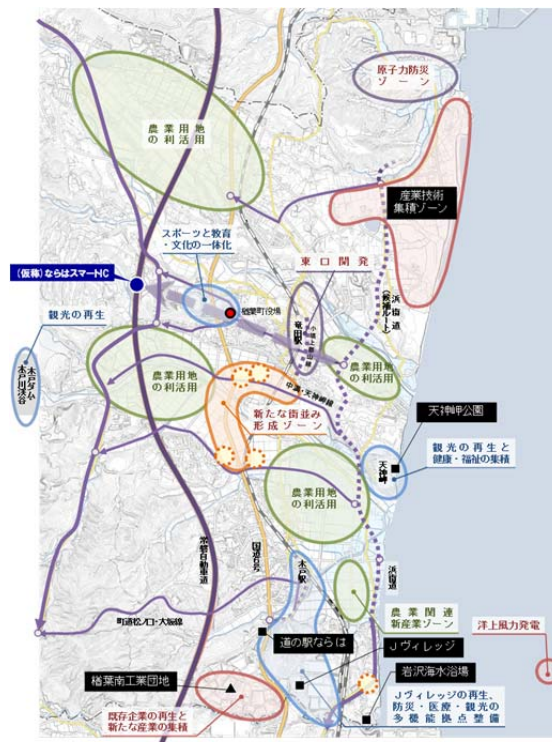 原子力防災
ゾーン
農業用地
の利活用
産業技術
集積ゾーン
スポーツと教育
・文化の一体化
東口開発
(仮称)ならはスマートIC
楢葉町役場
竜田駅
浜街道
(候補ルート)
観光の再生
木戸ダム
木戸川渓谷
農業用地
の利活用
農業用地
の利活用
中満・天神岬線
新たな街並み
形成ゾーン
天神岬公園
天神岬
観光の再生と
健康・福祉の集積
農業用地
の利活用
常磐自動車道
国道6号
木戸駅
浜街道
町道松ノ口・大坂線
農業関連
新産業ゾーン
道の駅ならは
Jヴィレッジ
洋上風力発電
楢葉南工業団地
岩沢海水浴場
既存企業の再生と
新たな産業の集積
Jヴィレッジの再生、
防災・医療・観光の
多機能拠点整備